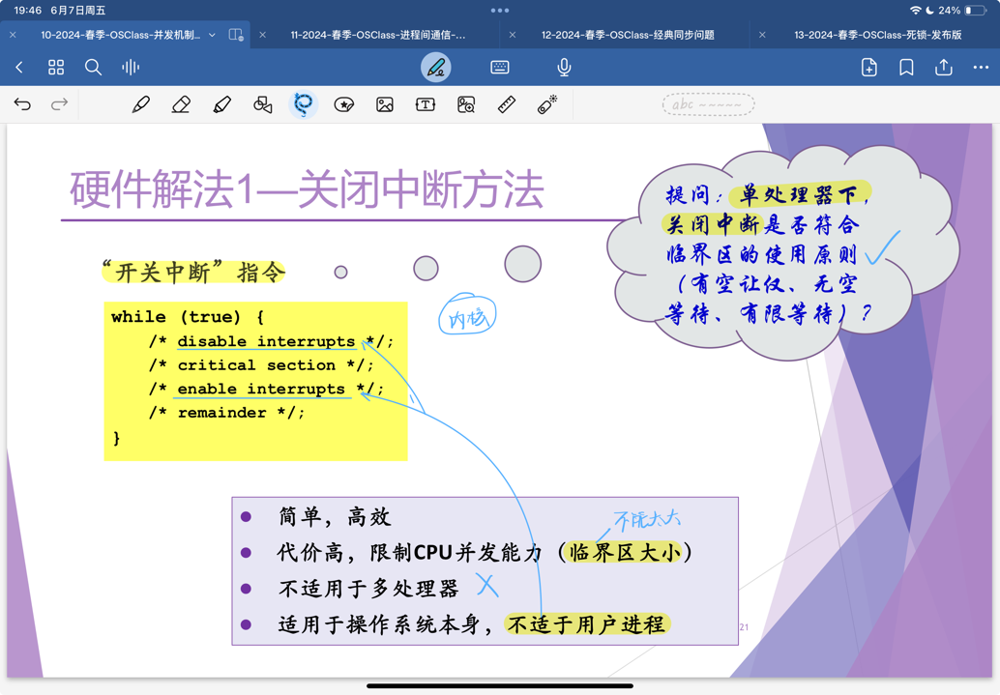 19:46 6月7日周五
24%
10-2024-春季-OSClass-并发机制...
11-2024-春季-OSClass-进程间通信-...
12-2024-春季-OSClass-经典同步问题
13-2024-春季-OSClass-死锁-发布版
abc
硬件解法1—关闭中断方法
提问：单处理器下，
关闭中断是否符合
临界区的使用原则
（有空让仅、无空
等待、有限等待）？
“开关中断”指令
内核
while (true) {
/* disable interrupts */;
/* critical section */;
/* enable interrupts */;
/* remainder */;
}
简单，高效
不能太大
代价高，限制CPU并发能力（临界区大小）
不适用于多处理器
适用于操作系统本身，不适于用户进程
21